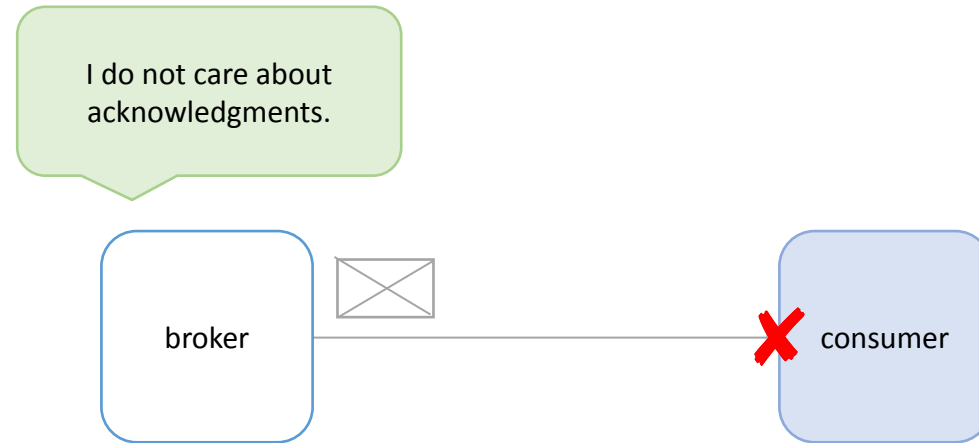 I do not care about
acknowledgments.
broker
consumer